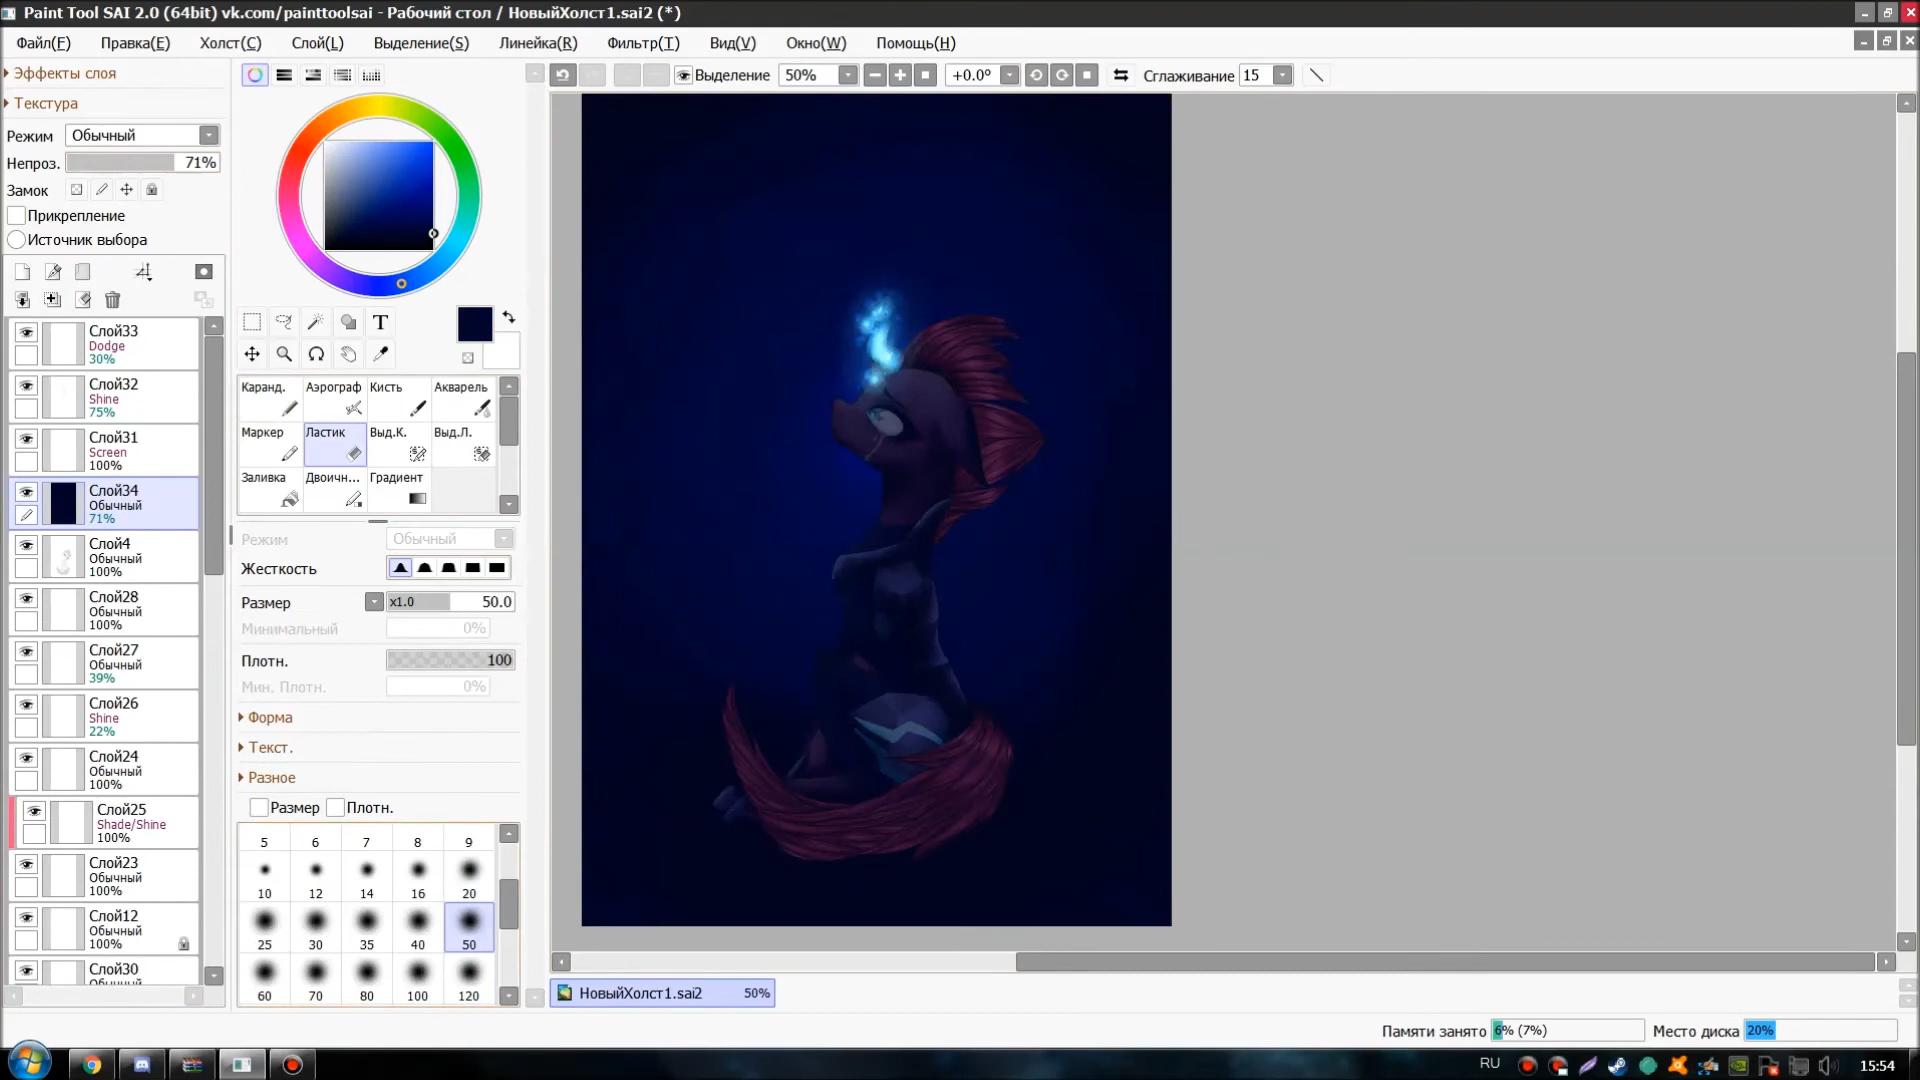 Paint Tool SAI 2.0 (64bit) vk.com/painttoolsai - Рабочий стол / НовыйХолст1.sai2 (*)
Файл(F) Правка(E) Холст(C) Слой(L) Выделение(S) Линейка(R) Фильтр(T) Вид(V) Окно(W) Помощь(H)
Эффекты слоя
Текстура
Режим Обычный
Непроз. 71%
Замок
Прикрепление
Источник выбора
Слой33
Dodge
30%
Слой32
Shine
75%
Слой31
Screen
100%
Слой34
Обычный
71%
Слой4
Обычный
100%
Слой28
Обычный
100%
Слой27
Обычный
39%
Слой26
Shine
22%
Слой24
Обычный
100%
Слой25
Shade/Shine
100%
Слой23
Обычный
100%
Слой12
Обычный
100%
Слой30
Обычный
T
Каранд. Аэрограф Кисть Акварель
Маркер Ластик Выд.К. Выд.Л.
Заливка Двоичн... Градиент
Режим Обычный
Жесткость
Размер x1.0 50.0
Минимальный 0%
Плотн. 100
Мин. Плотн. 0%
Форма
Текст.
Разное
Размер Плотн.
5 6 7 8 9
10 12 14 16 20
25 30 35 40 50
60 70 80 100 120
Выделение 50% +0.0° Сглаживание 15
НовыйХолст1.sai2 50%
Памяти занято 6% (7%) Место диска 20%
RU 15:54